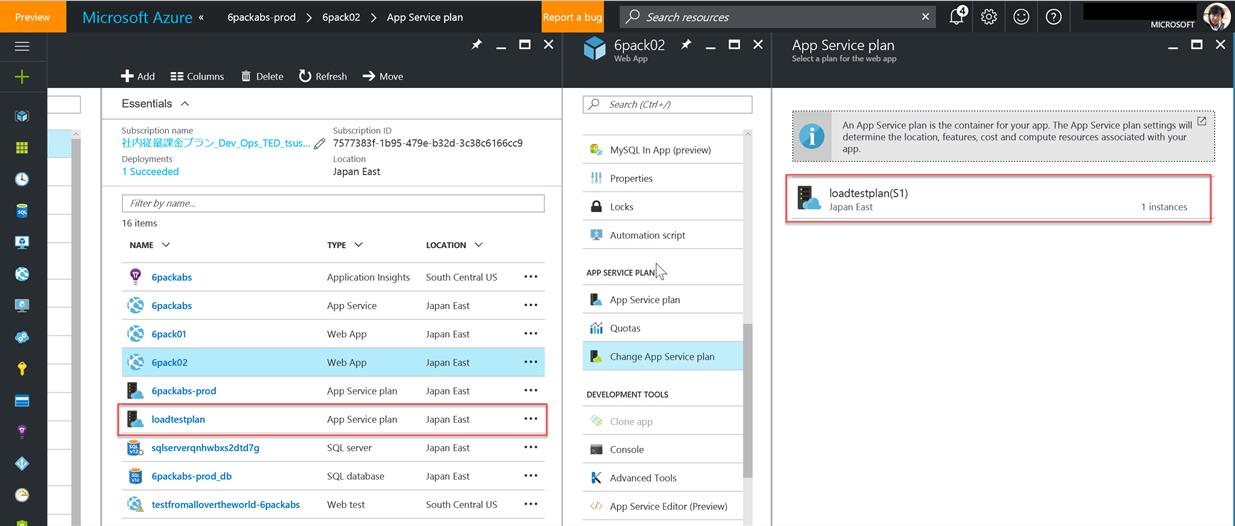 Preview
Microsoft Azure « 6packabs-prod > 6pack02 > App Service plan
Report a bug
Search resources
4
MICROSOFT
Add Columns Delete Refresh Move
Essentials
Subscription name
社内従量課金プラン_Dev_Ops_TED_tsus...
Subscription ID
7577383f-1b95-479e-b32d-3c38c6166cc9
Deployments
1 Succeeded
Location
Japan East
Filter by name...
16 items
NAME TYPE LOCATION
6packabs Application Insights South Central US ...
6packabs App Service Japan East ...
6pack01 Web App Japan East ...
6pack02 Web App Japan East ...
6packabs-prod App Service plan Japan East ...
loadtestplan App Service plan Japan East ...
sqlserverqnhwbxs2dtd7g SQL server Japan East ...
6packabs-prod_db SQL database Japan East ...
testfromallovertheworld-6packabs Web test South Central US ...
6pack02
Web App
Search (Ctrl+/)
MySQL In App (preview)
Properties
Locks
Automation script
APP SERVICE PLAN
App Service plan
Quotas
Change App Service plan
DEVELOPMENT TOOLS
Clone app
Console
Advanced Tools
App Service Editor (Preview)
App Service plan
Select a plan for the web app
An App Service plan is the container for your app. The App Service plan settings will
determine the location, features, cost and compute resources associated with your
app.
loadtestplan(S1)
Japan East
1 instances